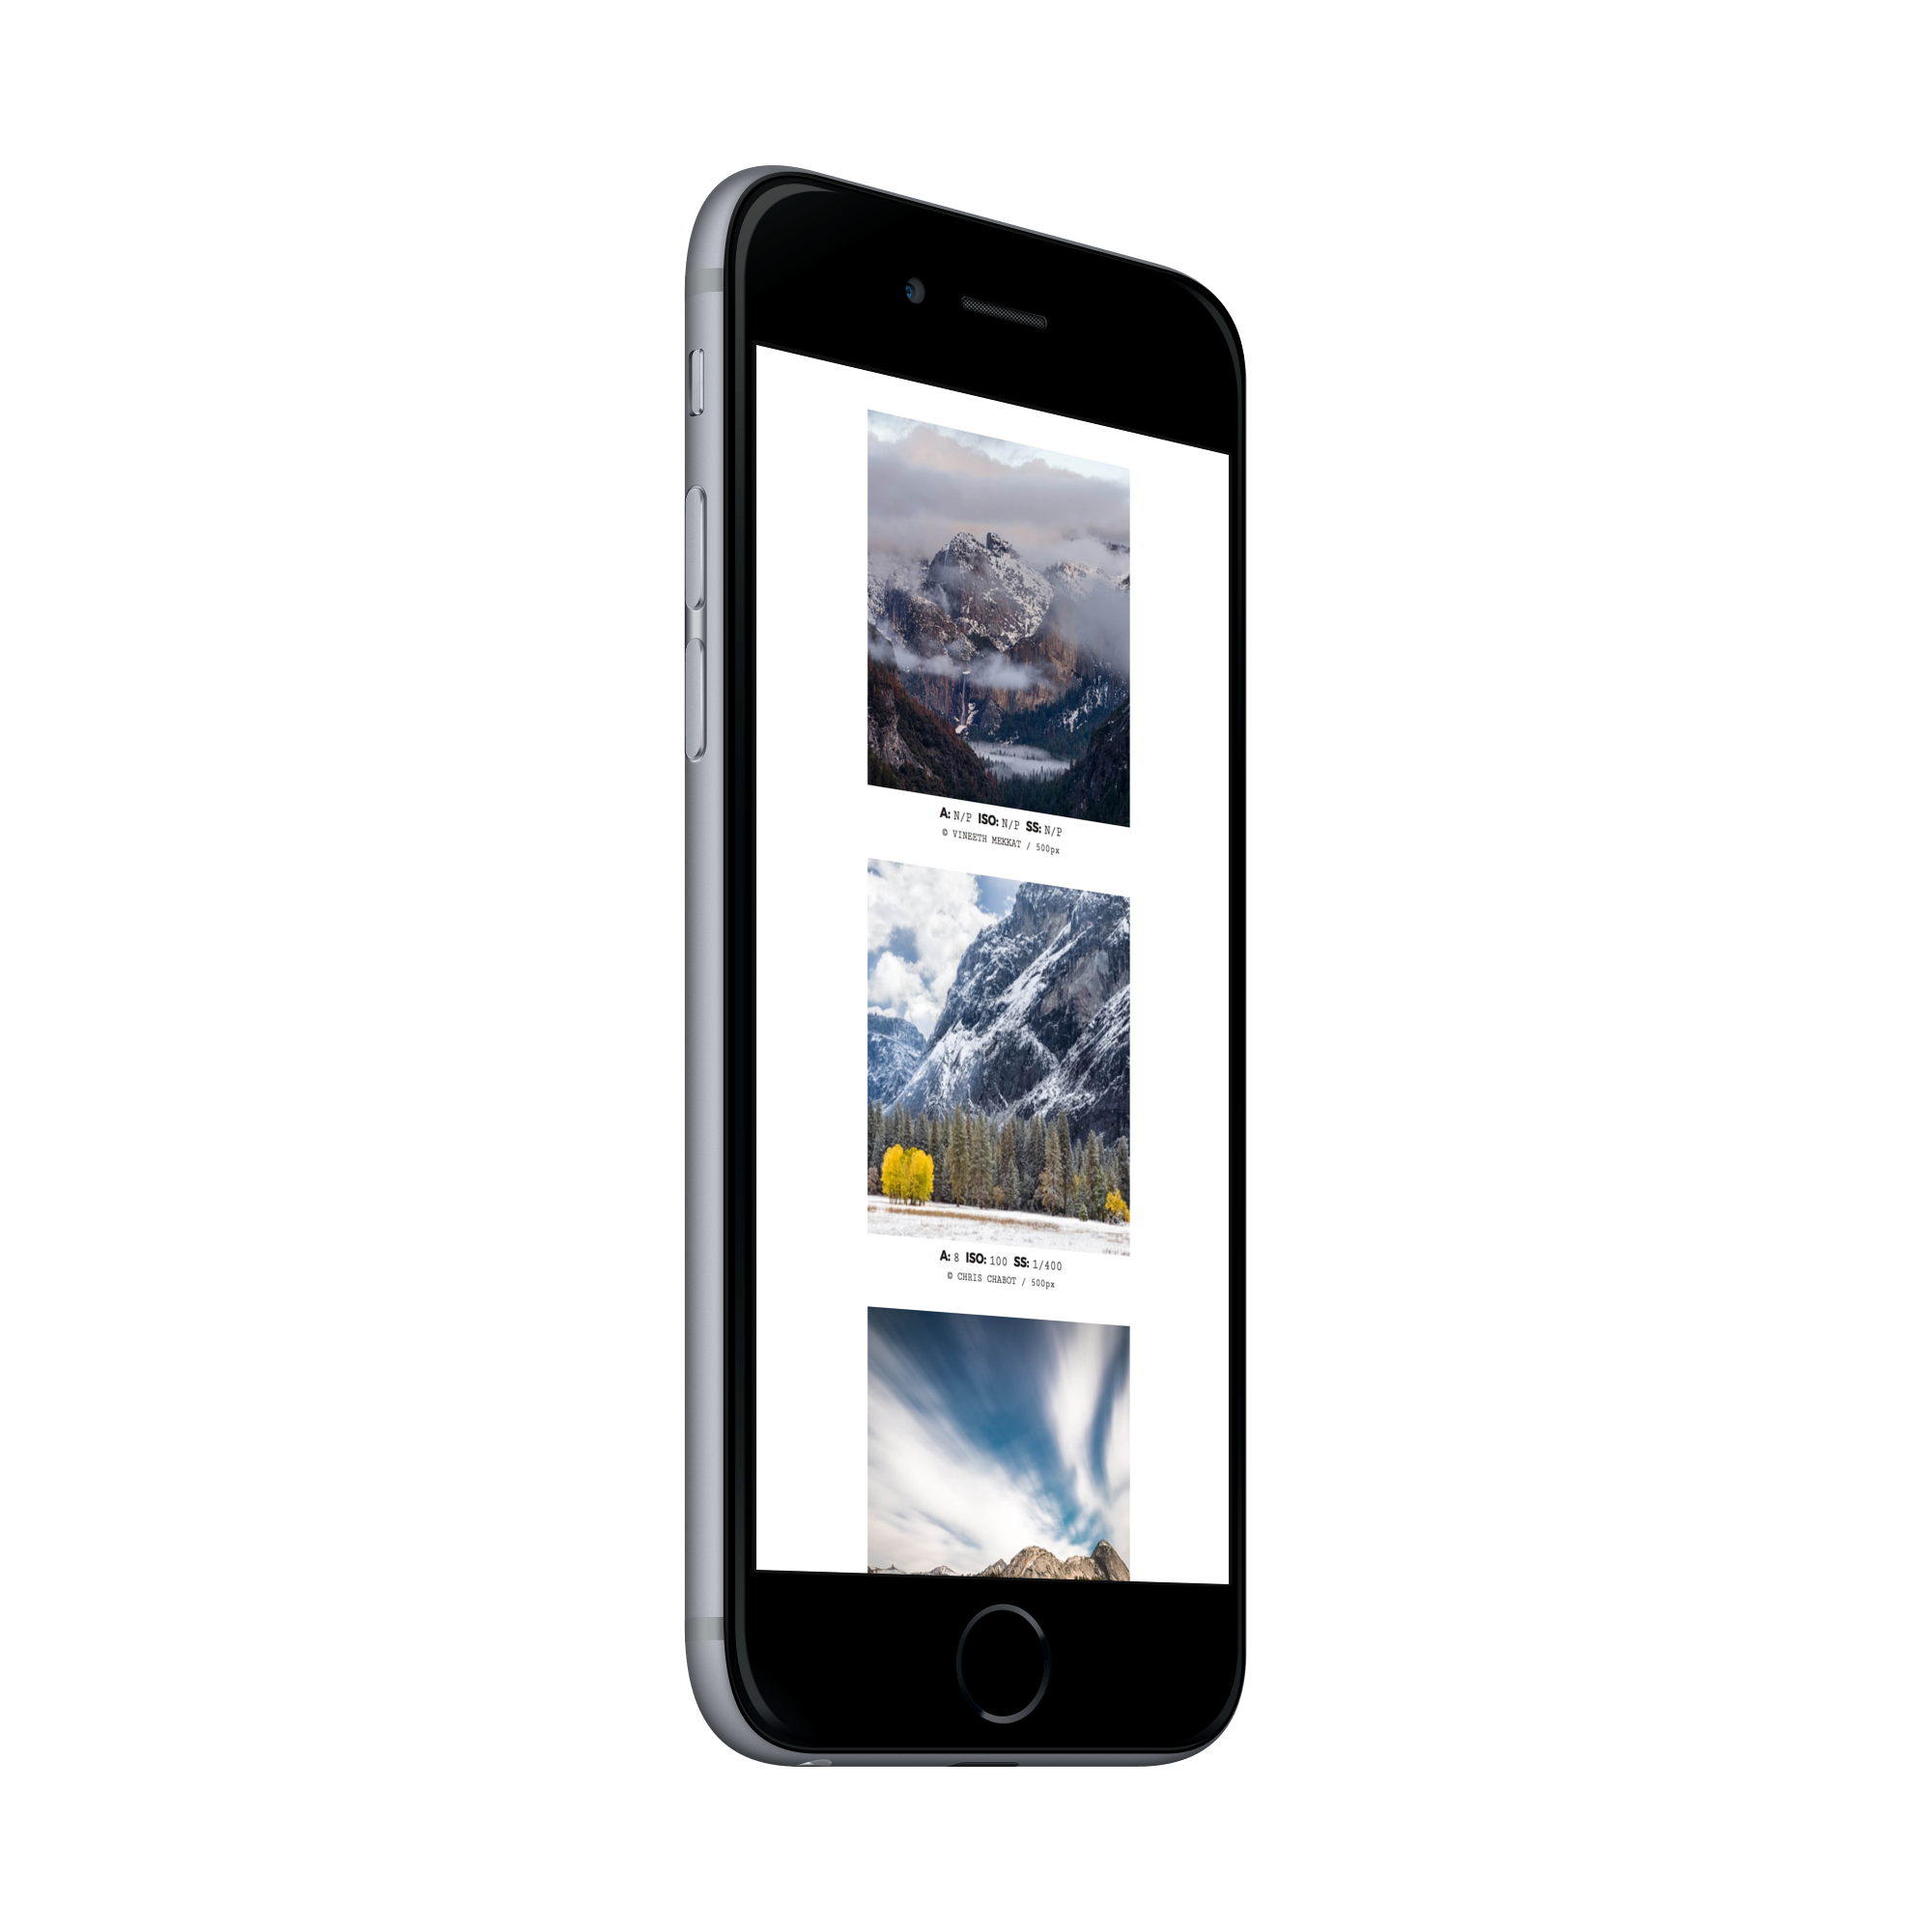 A: N/P ISO: N/P SS: N/P
© VINEETH MEKKAT / 500px
A: 8 ISO: 100 SS: 1/400
© CHRIS CHABOT / 500px